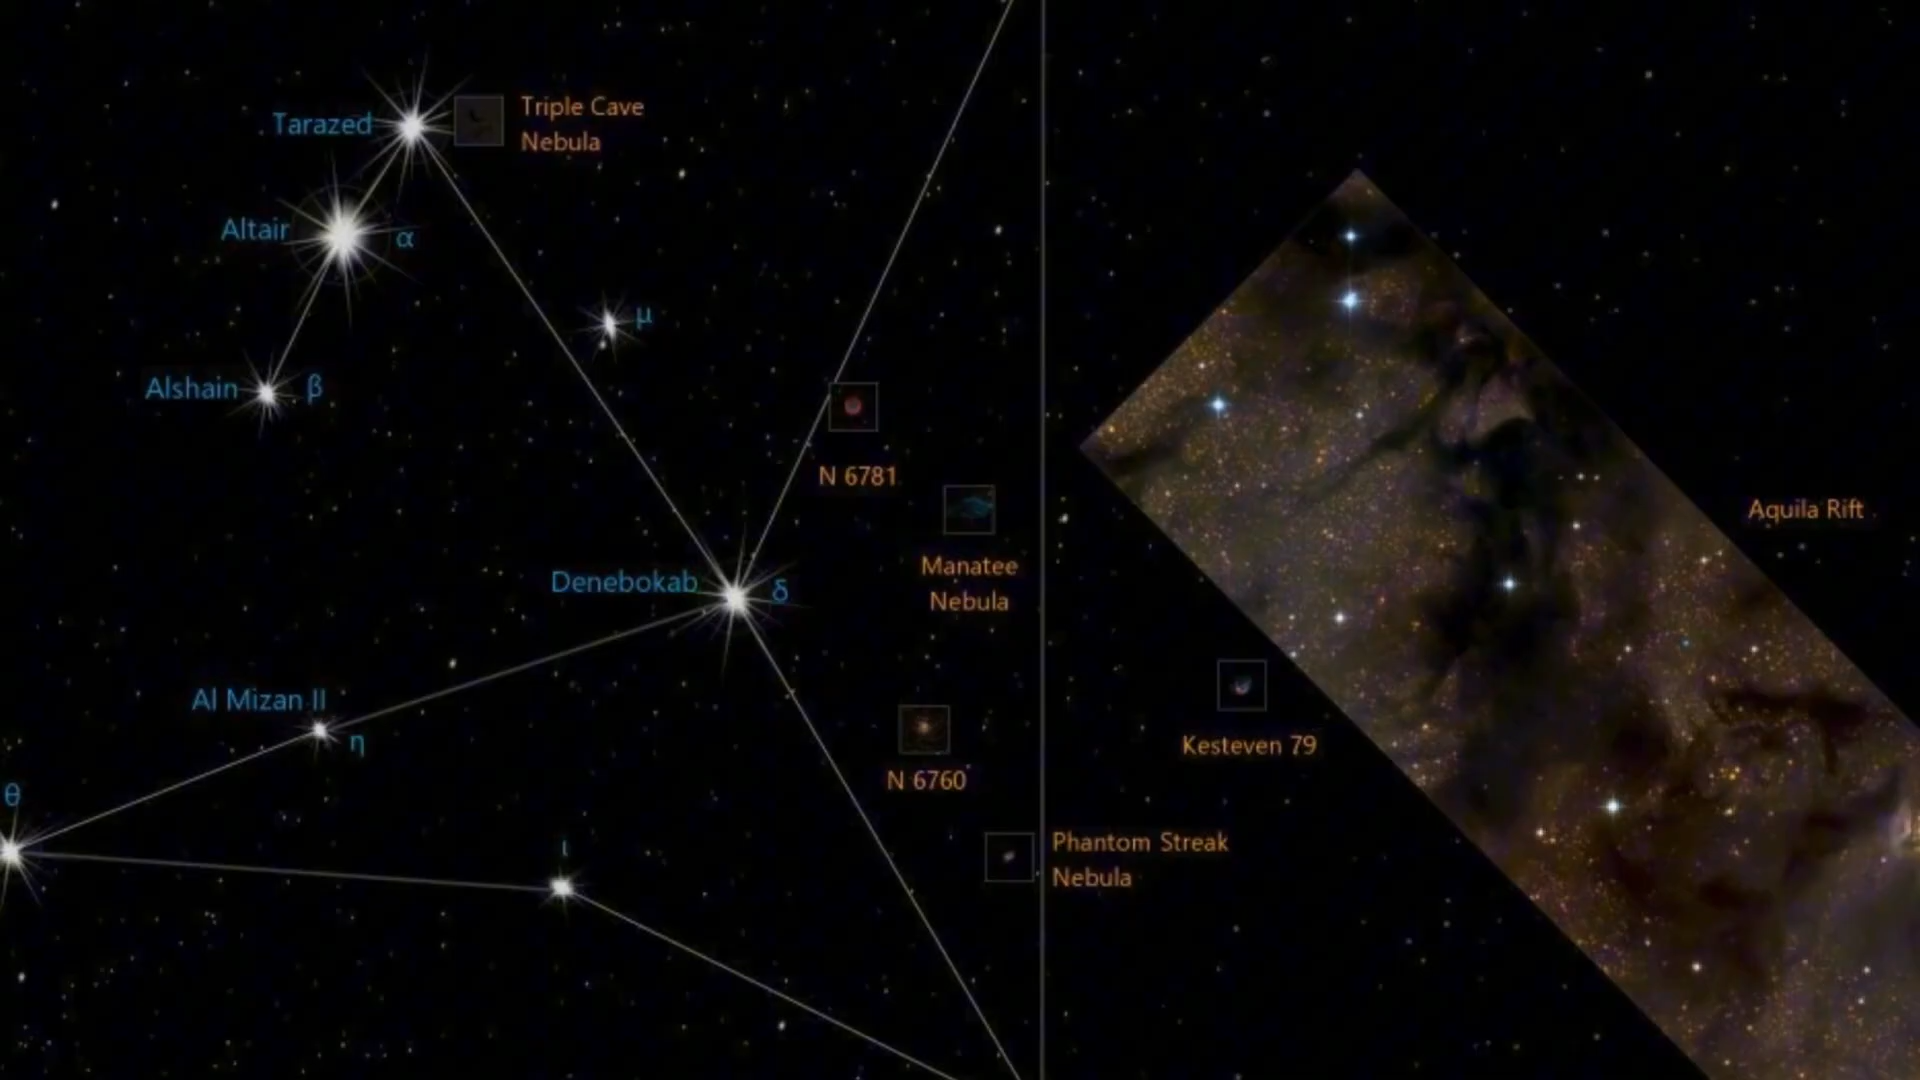 Tarazed
Triple Cave
Nebula
Altair
α
μ
Alshain
β
N 6781
Aquila Rift
Manatee
Nebula
Denebokab
δ
Al Mizan II
η
Kesteven 79
N 6760
θ
ι
Phantom Streak
Nebula